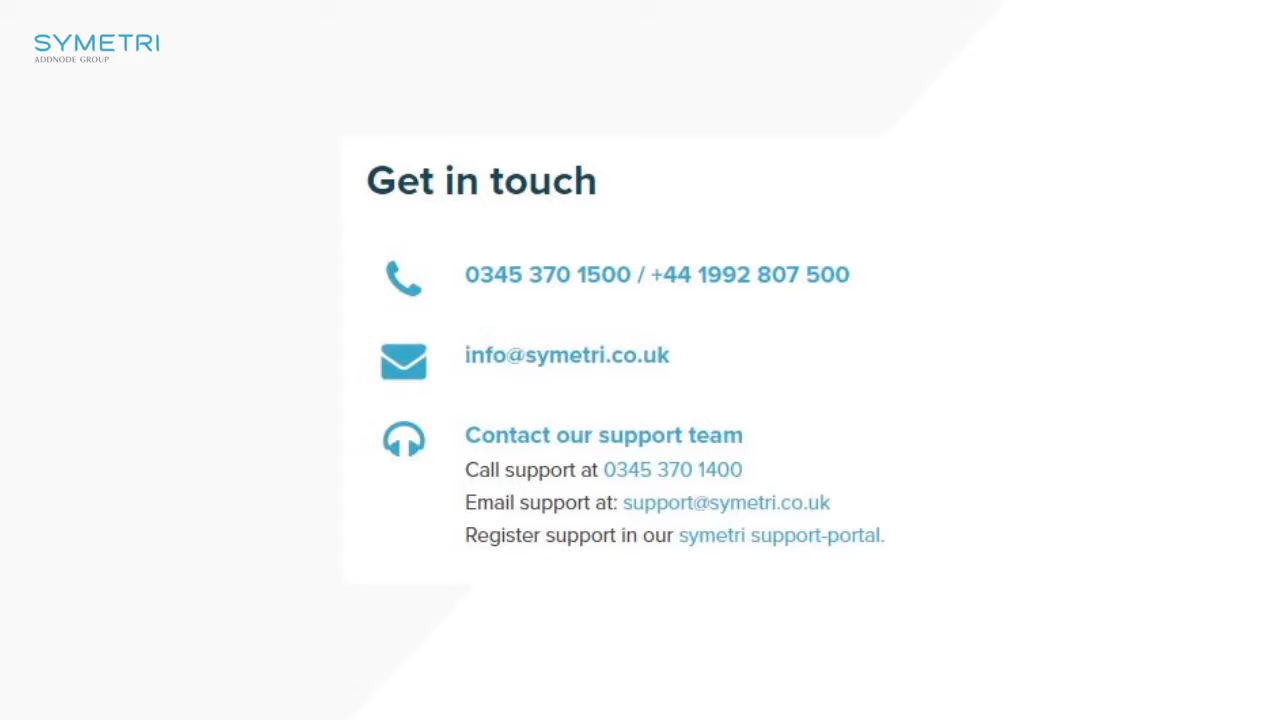 SYMETRI
ADDNODE GROUP
Get in touch
0345 370 1500 / +44 1992 807 500
info@symetri.co.uk
Contact our support team
Call support at 0345 370 1400
Email support at: support@symetri.co.uk
Register support in our symetri support-portal.